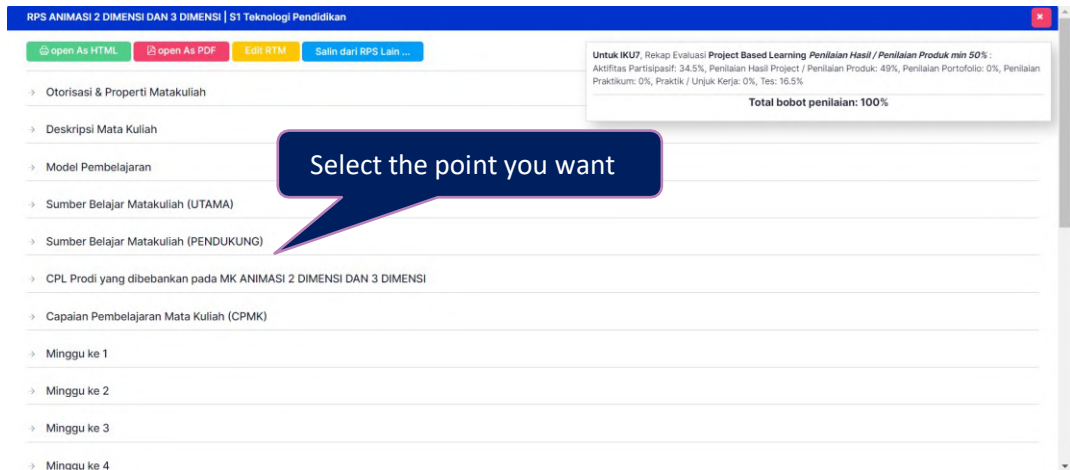 RPS ANIMASI 2 DIMENSI DAN 3 DIMENSI | S1 Teknologi Pendidikan
open As HTML open As PDF Edit RTM Salin dari RPS Lain ...
Untuk IKU7, Rekap Evaluasi Project Based Learning Penilaian Hasil / Penilaian Produk min 50% :
Aktifitas Partisipasif: 34.5%, Penilaian Hasil Project / Penilaian Produk: 49%, Penilaian Portofolio: 0%, Penilaian
Praktikum: 0%, Praktik / Unjuk Kerja: 0%, Tes: 16.5%
Total bobot penilaian: 100%
Otorisasi & Properti Matakuliah
Deskripsi Mata Kuliah
Model Pembelajaran
Select the point you want
Sumber Belajar Matakuliah (UTAMA)
Sumber Belajar Matakuliah (PENDUKUNG)
CPL Prodi yang dibebankan pada MK ANIMASI 2 DIMENSI DAN 3 DIMENSI
Capaian Pembelajaran Mata Kuliah (CPMK)
Minggu ke 1
Minggu ke 2
Minggu ke 3
Minggu ke 4